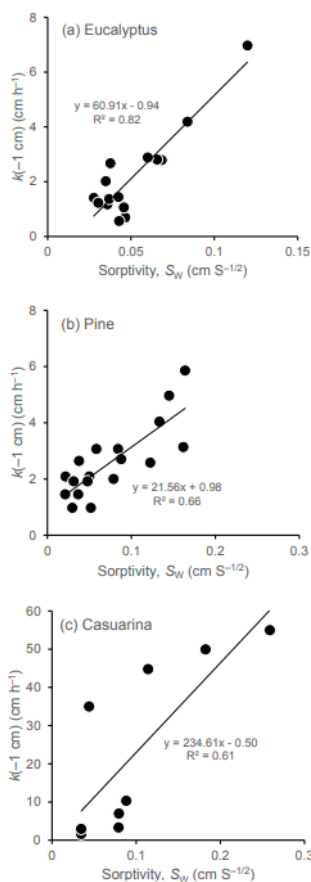 (a) Eucalyptus
8
6
4
2
0
k(−1 cm) (cm h⁻¹)
y = 60.91x - 0.94
R² = 0.82
0 0.05 0.1 0.15
Sorptivity, S_W (cm S⁻¹/²)
(b) Pine
8
6
4
2
0
k(−1 cm) (cm h⁻¹)
y = 21.56x + 0.98
R² = 0.66
0 0.1 0.2 0.3
Sorptivity, S_W (cm S⁻¹/²)
(c) Casuarina
60
50
40
30
20
10
0
k(−1 cm) (cm h⁻¹)
y = 234.61x - 0.50
R² = 0.61
0 0.1 0.2 0.3
Sorptivity, S_W (cm S⁻¹/²)